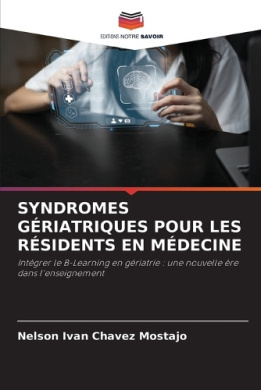 EDITIONS NOTRE SAVOIR
SYNDROMES
GÉRIATRIQUES POUR LES
RÉSIDENTS EN MÉDECINE
Intégrer le B-Learning en gériatrie : une nouvelle ère
dans l'enseignement
Nelson Ivan Chavez Mostajo